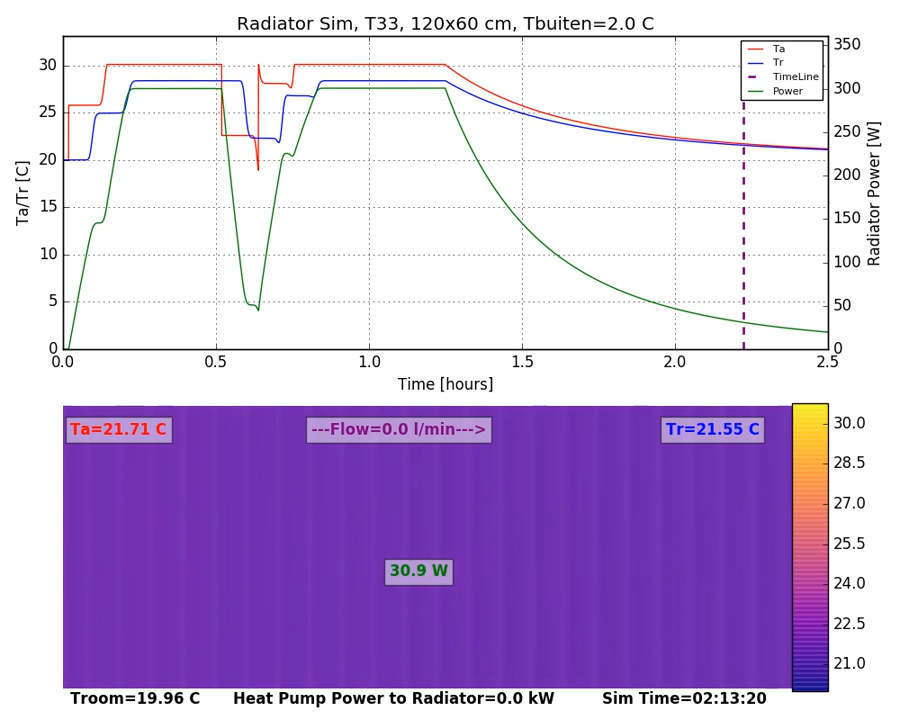 Radiator Sim, T33, 120x60 cm, Tbuiten=2.0 C
Ta/Tr [C]
30
25
20
15
10
5
0
Ta
Tr
TimeLine
Power
350
300
250
200
150
100
50
0
Radiator Power [W]
0.0 0.5 1.0 1.5 2.0 2.5
Time [hours]
Ta=21.71 C
---Flow=0.0 l/min--->
Tr=21.55 C
30.9 W
30.0
28.5
27.0
25.5
24.0
22.5
21.0
Troom=19.96 C Heat Pump Power to Radiator=0.0 kW Sim Time=02:13:20